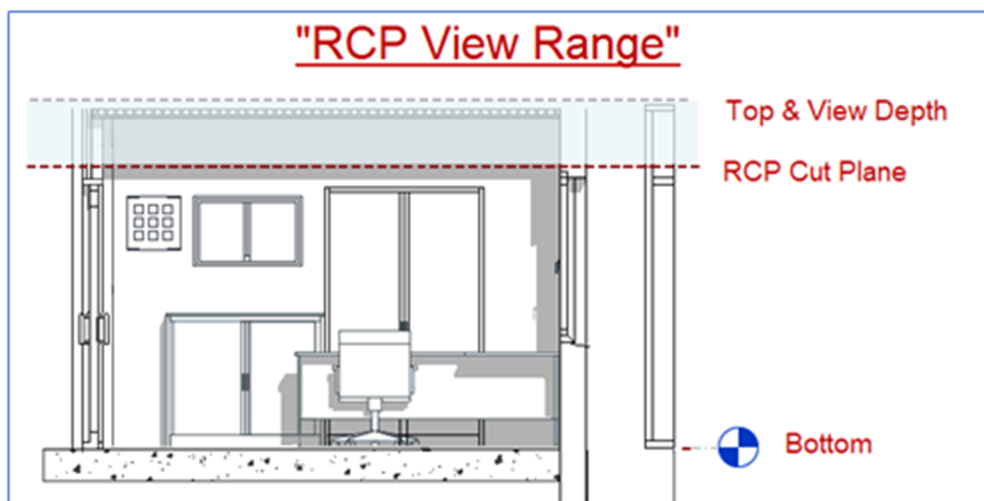 "RCP View Range"
Top & View Depth
RCP Cut Plane
Bottom